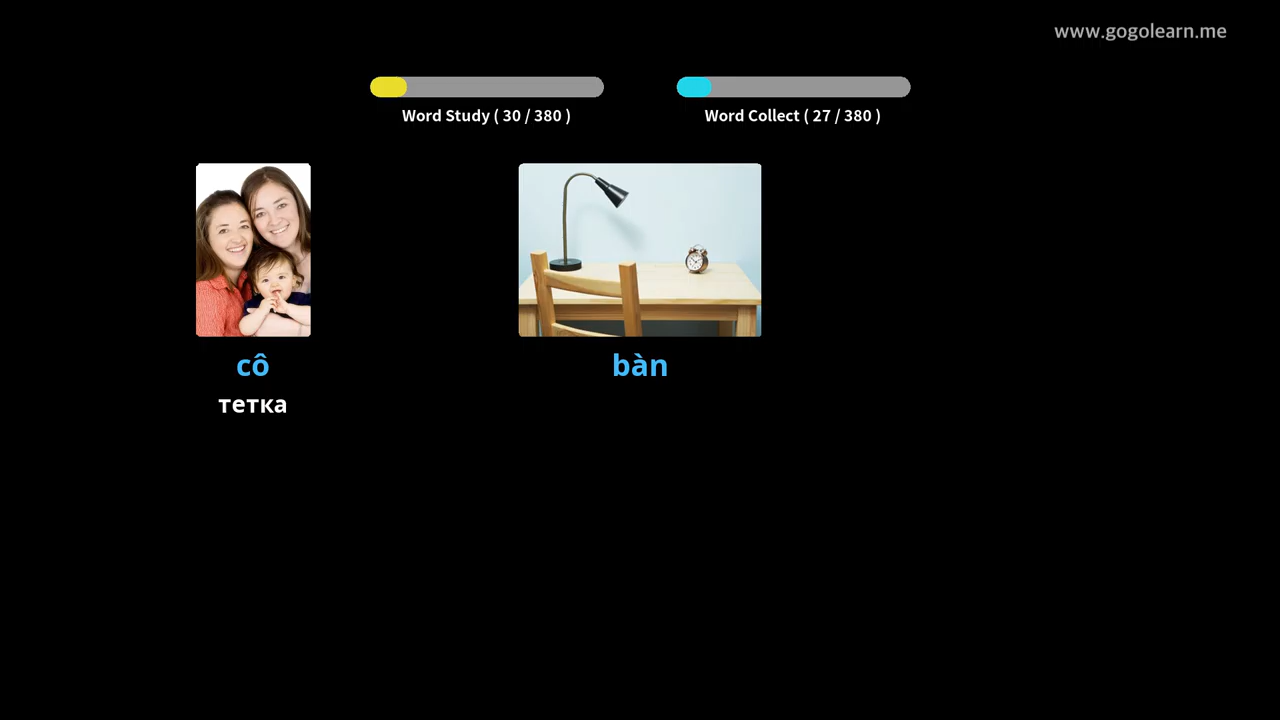 www.gogolearn.me
Word Study ( 30 / 380 )
Word Collect ( 27 / 380 )
cô
тетка
bàn